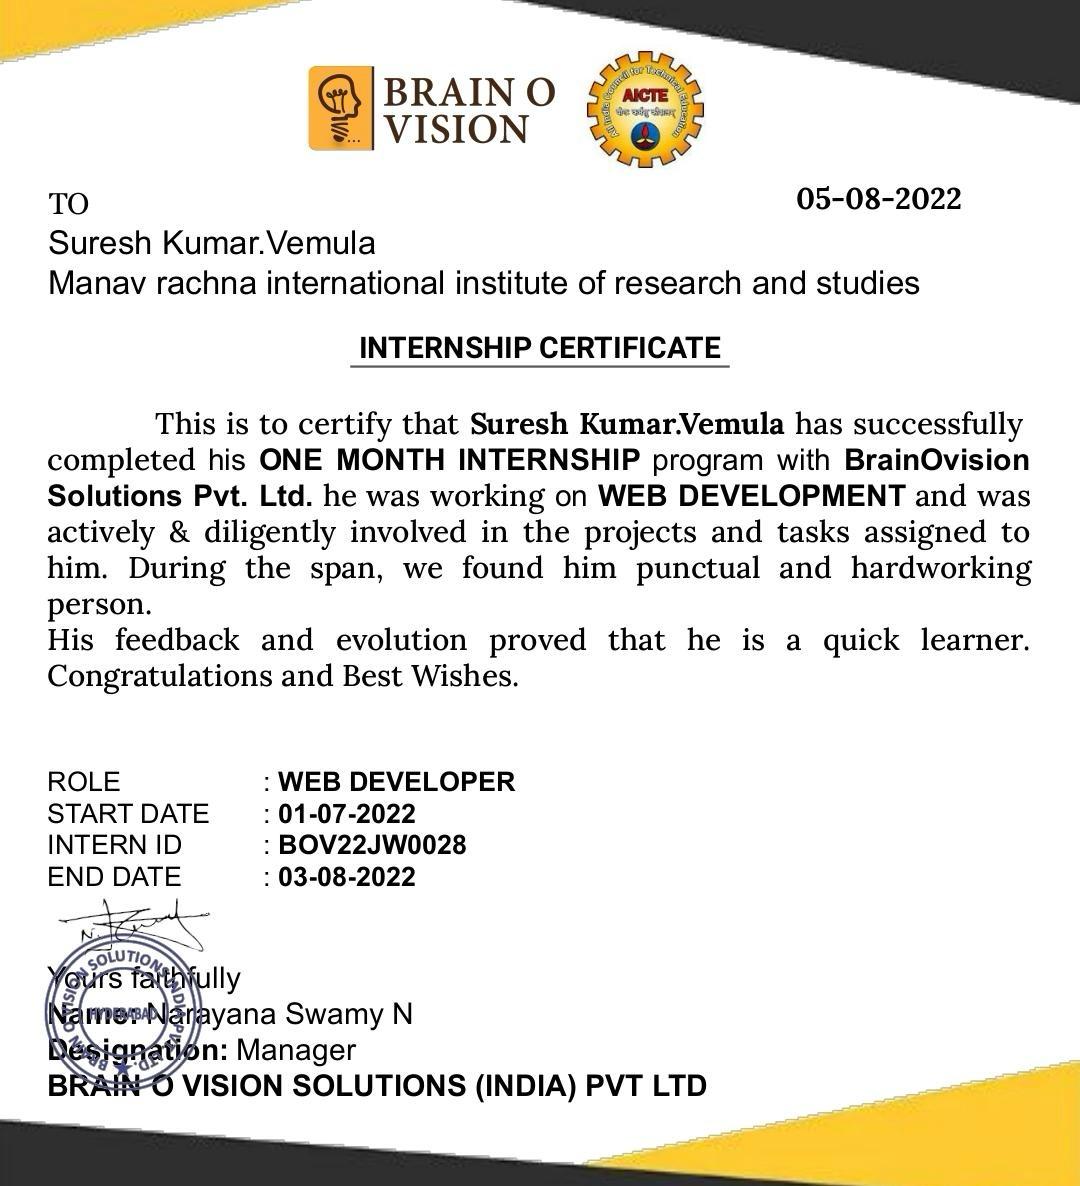 BRAIN O
VISION
All India Council for Technical Education
AICTE
05-08-2022
TO
Suresh Kumar.Vemula
Manav rachna international institute of research and studies
INTERNSHIP CERTIFICATE
This is to certify that Suresh Kumar.Vemula has successfully
completed his ONE MONTH INTERNSHIP program with BrainOvision
Solutions Pvt. Ltd. he was working on WEB DEVELOPMENT and was
actively & diligently involved in the projects and tasks assigned to
him. During the span, we found him punctual and hardworking
person.
His feedback and evolution proved that he is a quick learner.
Congratulations and Best Wishes.
ROLE : WEB DEVELOPER
START DATE : 01-07-2022
INTERN ID : BOV22JW0028
END DATE : 03-08-2022
Yours faithfully
Name: Narayana Swamy N
Designation: Manager
BRAIN O VISION SOLUTIONS (INDIA) PVT LTD
BRAIN O VISION SOLUTIONS INDIA PVT. LTD.
HYDERABAD